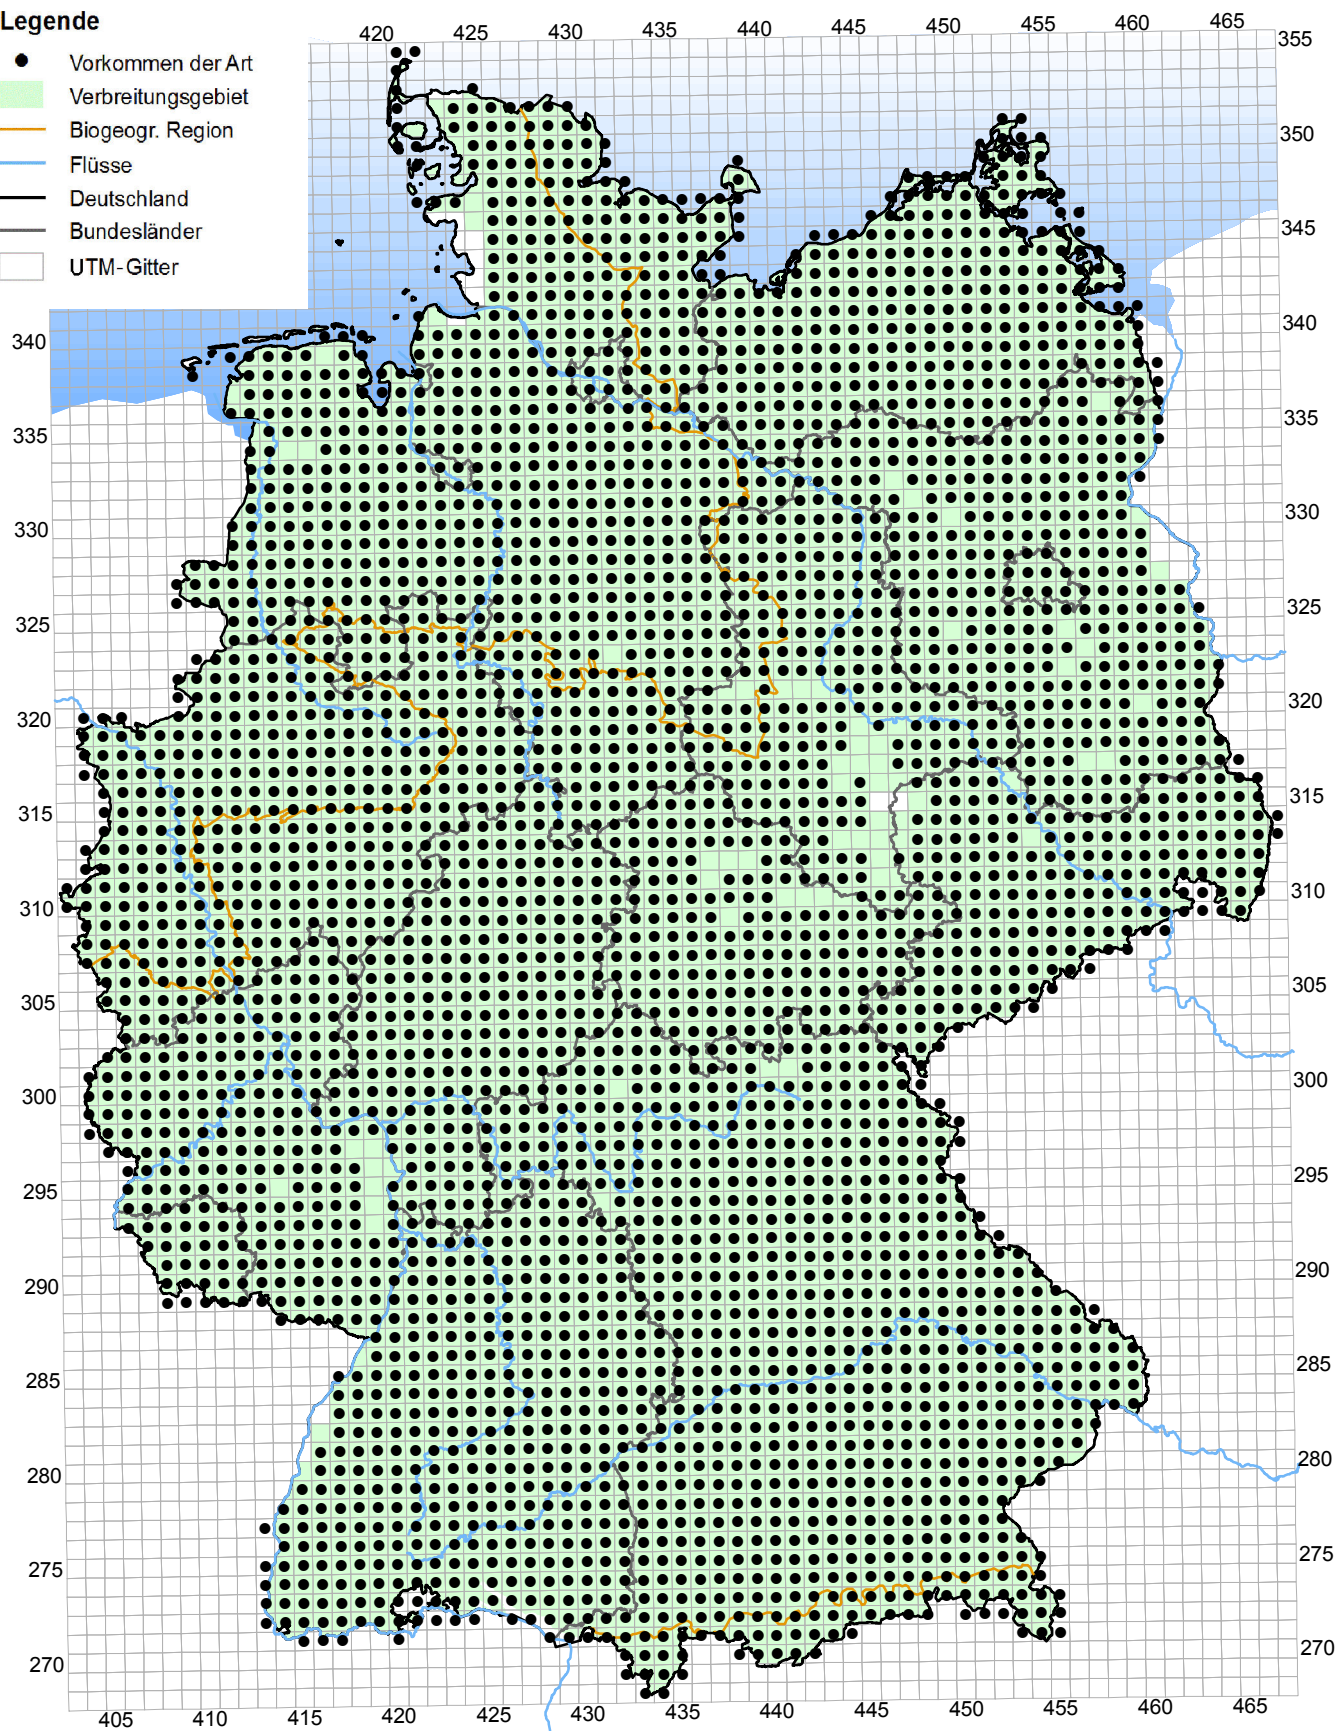 Legende
Vorkommen der Art
Verbreitungsgebiet
Biogeogr. Region
Flüsse
Deutschland
Bundesländer
UTM-Gitter
420 425 430 435 440 445 450 455 460 465
355
350
345
340 340
335 335
330 330
325 325
320 320
315 315
310 310
305 305
300 300
295 295
290 290
285 285
280 280
275 275
270 270
405 410 415 420 425 430 435 440 445 450 455 460 465